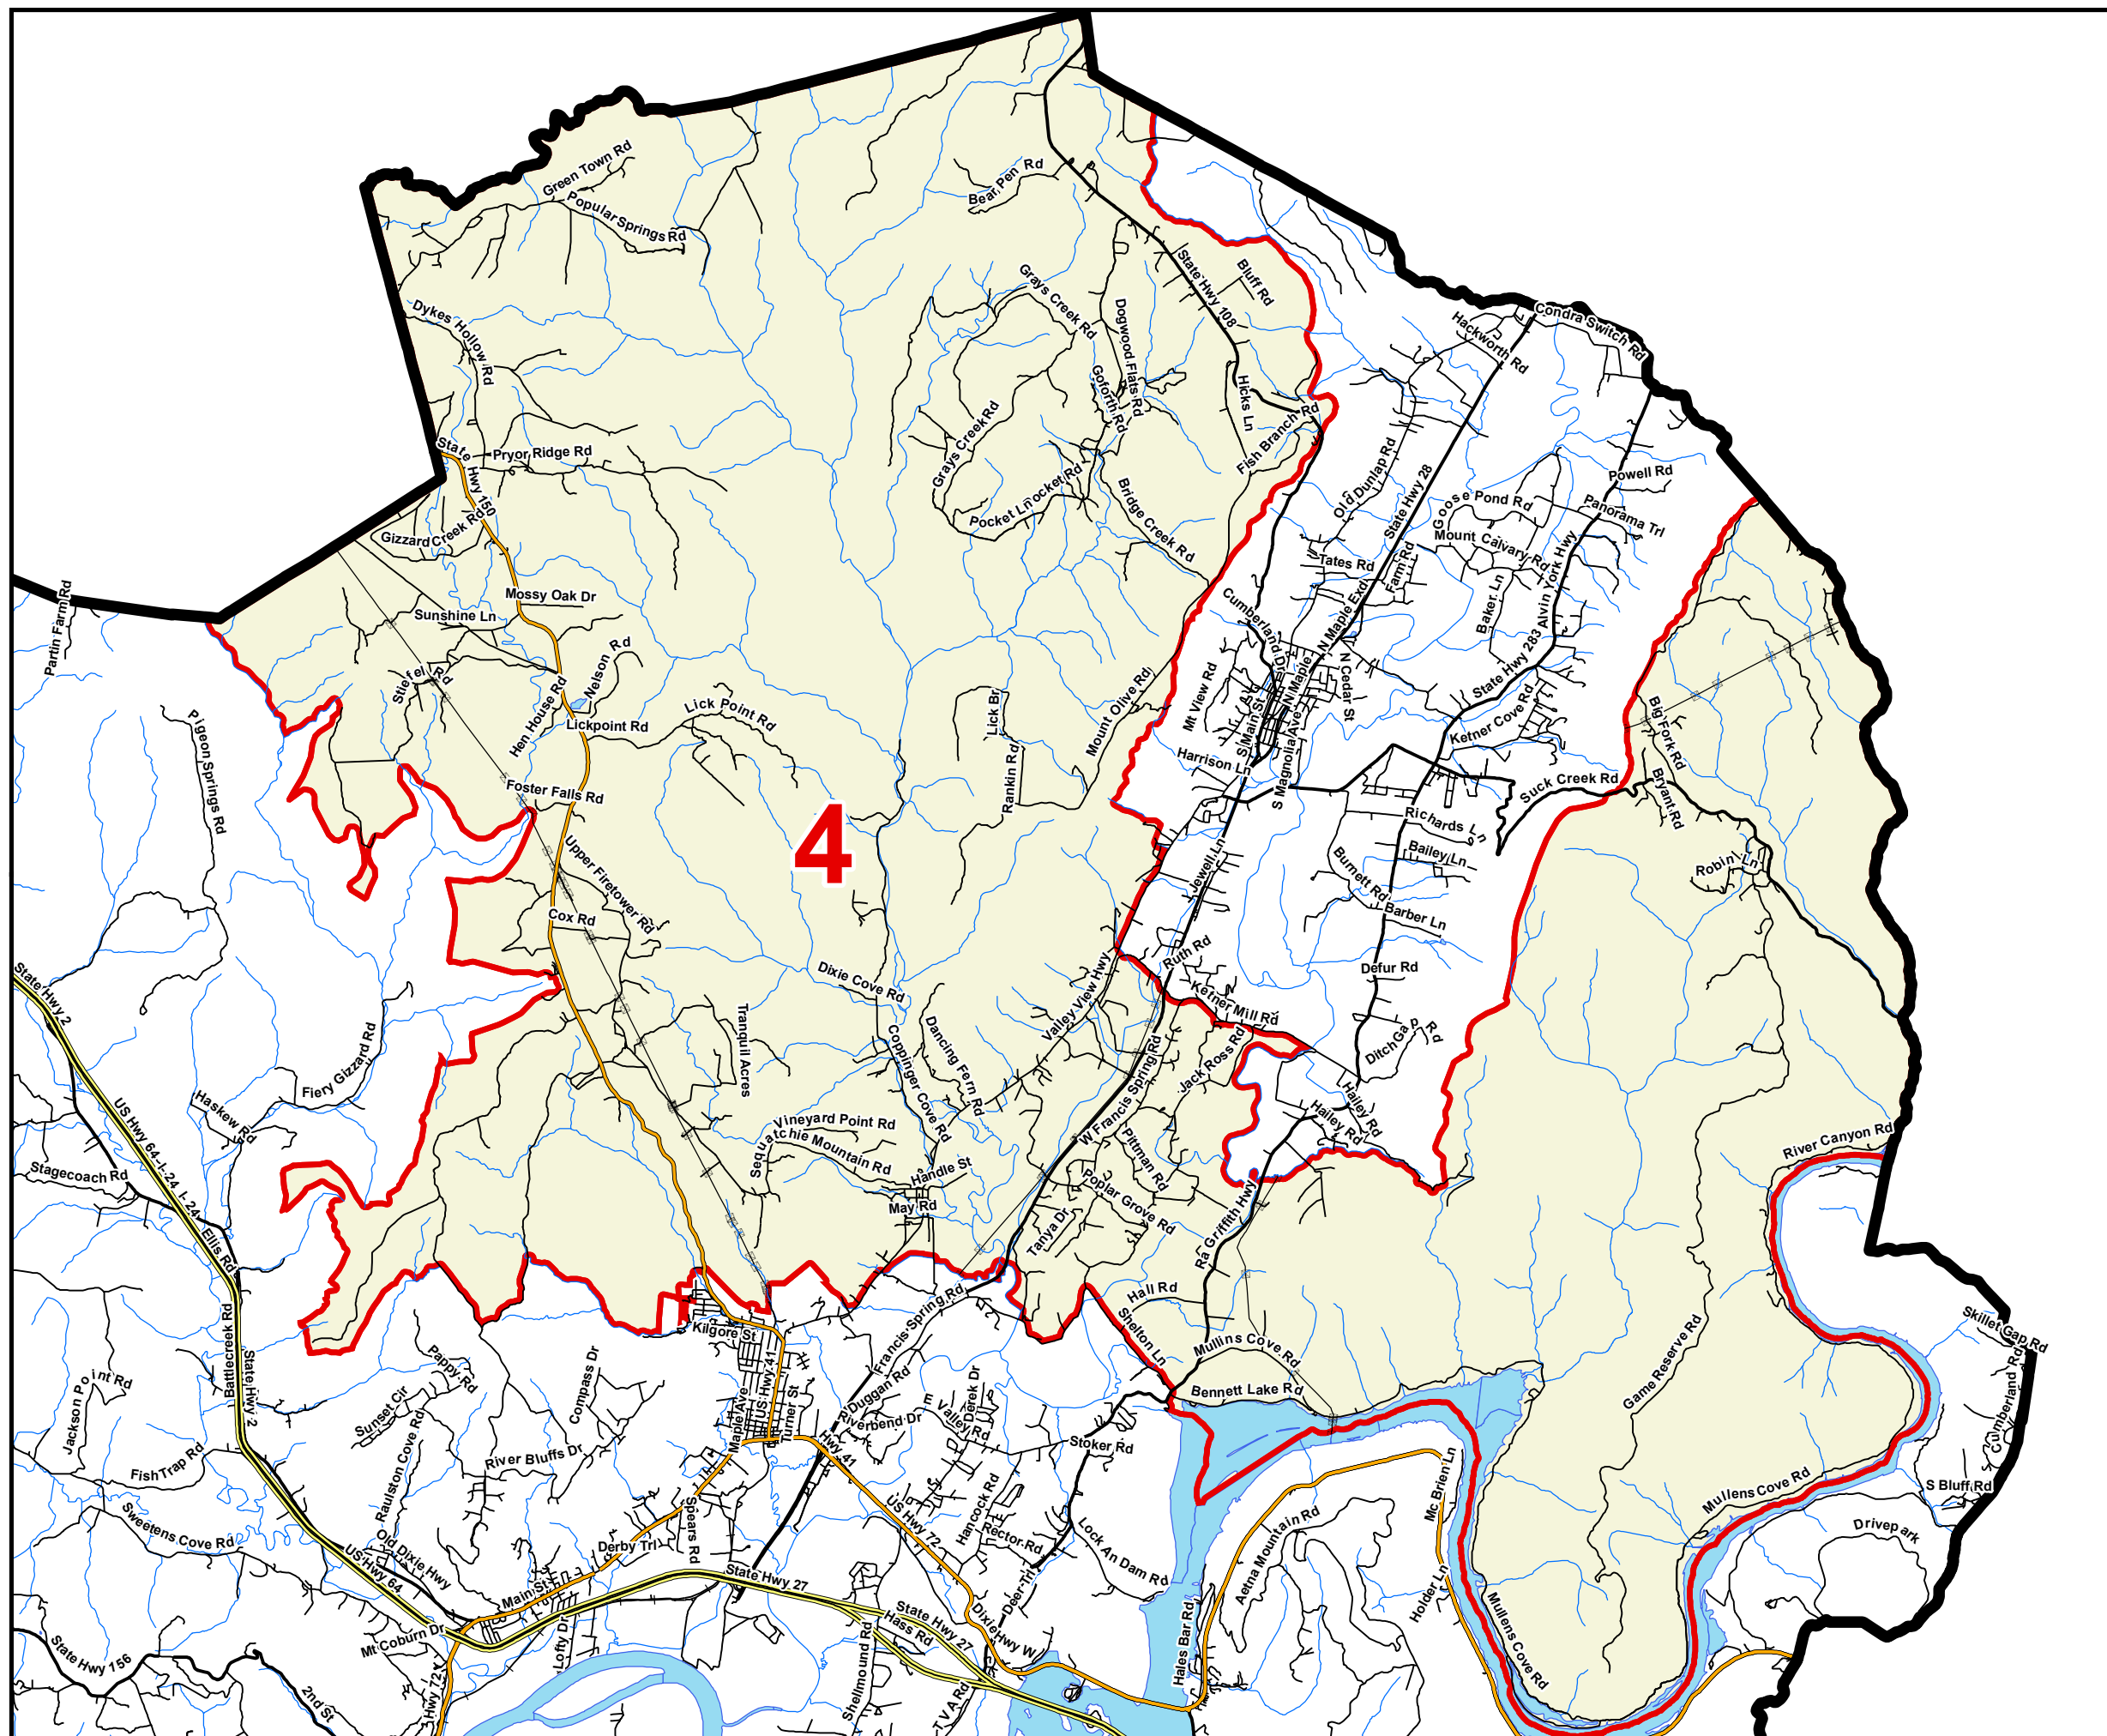 Green Town Rd
Popular Springs Rd
Bear Pen Rd
State Hwy 108
Bluff Rd
Grays Creek Rd
Dogwood Flats Rd
Goforth Rd
Hicks Ln
Fish Branch Rd
Dykes Hollow Rd
Condra Switch Rd
Hackworth Rd
State Hwy 150
Pryor Ridge Rd
Grays Creek Rd
Pocket Ln
Pocket Rd
Bridge Creek Rd
Old Dunlap Rd
State Hwy 28
Powell Rd
Goose Pond Rd
Panorama Trl
Mount Calvary Rd
Gizzard Creek Rd
Tates Rd
Farm Rd
Alvin York Hwy
Baker Ln
Partin Farm Rd
Mossy Oak Dr
Sunshine Ln
Cumberland Dr
N Maple Exd
N Maple
N Cedar St
State Hwy 283
Ketner Cove Rd
Stiefel Rd
Nelson Rd
Hen House Rd
Lickpoint Rd
Lick Point Rd
Lick Br
Rankin Rd
Mount Olive Rd
Mt View Rd
S Main St
S Magnolia Ave
Harrison Ln
Big Fork Rd
Bryant Rd
Suck Creek Rd
Pigeon Springs Rd
Foster Falls Rd
4
Richards Ln
Bailey Ln
Burnett Rd
Barber Ln
Robin Ln
Jewell Ln
Upper Firetower Rd
Cox Rd
Ruth Rd
Defur Rd
State Hwy 2
Dixie Cove Rd
Valley View Hwy
Ketner Mill Rd
Tranquil Acres
Coppinger Cove Rd
Dancing Fern Rd
Jack Ross Rd
Ditch Gap Rd
Fiery Gizzard Rd
Haskew Rd
US Hwy 64
I-24
I-24
Ellis Rd
Stagecoach Rd
Vineyard Point Rd
Sequatchie Mountain Rd
Handle St
May Rd
W Francis Spring Rd
Pittman Rd
Poplar Grove Rd
Tanya Dr
Hailey Rd
Hailey Rd
River Canyon Rd
Ra Griffith Hwy
Hall Rd
Shelton Ln
Mullins Cove Rd
Bennett Lake Rd
Game Reserve Rd
Skillet Gap Rd
Cumberland Rd
Battlecreek Rd
State Hwy 2
Kilgore St
Francis Spring Rd
Duggan Rd
Riverbend Dr
E Valley Rd
Derek Dr
Maple Ave
US Hwy 41
Turner St
Hwy 41
Pappy Rd
Sunset Cir
Compass Dr
Jackson Point Rd
Fish Trap Rd
Raulston Cove Rd
River Bluffs Dr
Stoker Rd
Mc Brien Ln
Mullens Cove Rd
S Bluff Rd
Sweetens Cove Rd
Old Dixie Hwy
US Hwy 64
Spears Rd
Derby Trl
US Hwy 72
Hancock Rd
Rector Rd
Lock An Dam Rd
Deer Trl
Aetna Mountain Rd
Drivepark
Main St
State Hwy 27
State Hwy 27
Hass Rd
Dixie Hwy W
Holder Ln
Mullens Cove Rd
Mt Coburn Dr
Lofty Dr
Hales Bar Rd
Shellmound Rd
State Hwy 156
2nd St
Hwy 72
TVA Rd